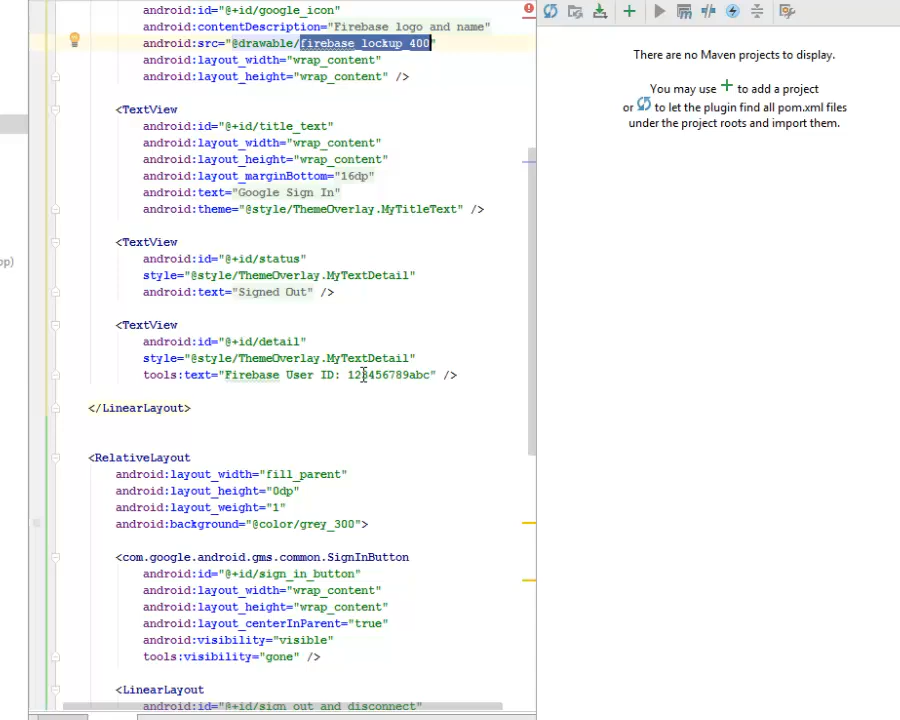 android:id="@+id/google_icon"
android:contentDescription="Firebase logo and name"
android:src="@drawable/firebase_lockup_400"
android:layout_width="wrap_content"
android:layout_height="wrap_content" />
<TextView
android:id="@+id/title_text"
android:layout_width="wrap_content"
android:layout_height="wrap_content"
android:layout_marginBottom="16dp"
android:text="Google Sign In"
android:theme="@style/ThemeOverlay.MyTitleText" />
<TextView
android:id="@+id/status"
style="@style/ThemeOverlay.MyTextDetail"
android:text="Signed Out" />
<TextView
android:id="@+id/detail"
style="@style/ThemeOverlay.MyTextDetail"
tools:text="Firebase User ID: 123456789abc" />
</LinearLayout>
<RelativeLayout
android:layout_width="fill_parent"
android:layout_height="0dp"
android:layout_weight="1"
android:background="@color/grey_300">
<com.google.android.gms.common.SignInButton
android:id="@+id/sign_in_button"
android:layout_width="wrap_content"
android:layout_height="wrap_content"
android:layout_centerInParent="true"
android:visibility="visible"
tools:visibility="gone" />
<LinearLayout
android:id="@+id/sign_out_and_disconnect"
pp)
There are no Maven projects to display.
You may use + to add a project
or to let the plugin find all pom.xml files
under the project roots and import them.